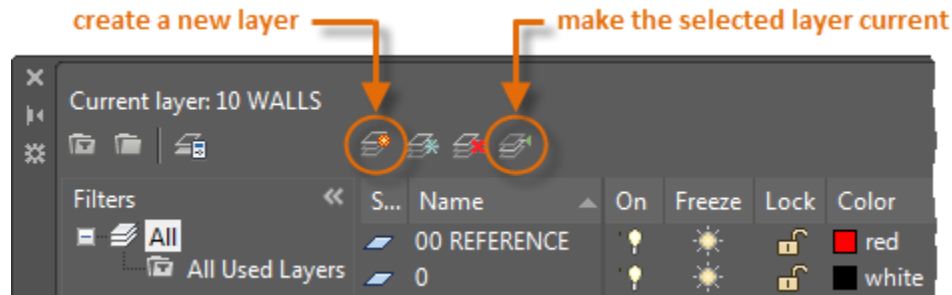 create a new layer
make the selected layer current
Current layer: 10 WALLS
Filters
S... Name On Freeze Lock Color
All
00 REFERENCE red
All Used Layers
0 white